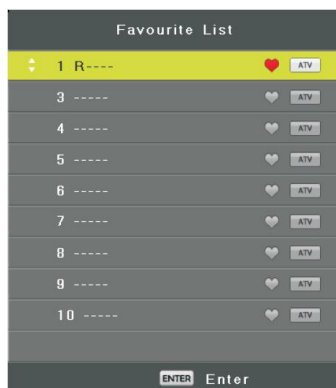 Favourite List
1 R---- ATV
3 ----- ATV
4 ----- ATV
5 ----- ATV
6 ----- ATV
7 ----- ATV
8 ----- ATV
9 ----- ATV
10 ----- ATV
ENTER Enter